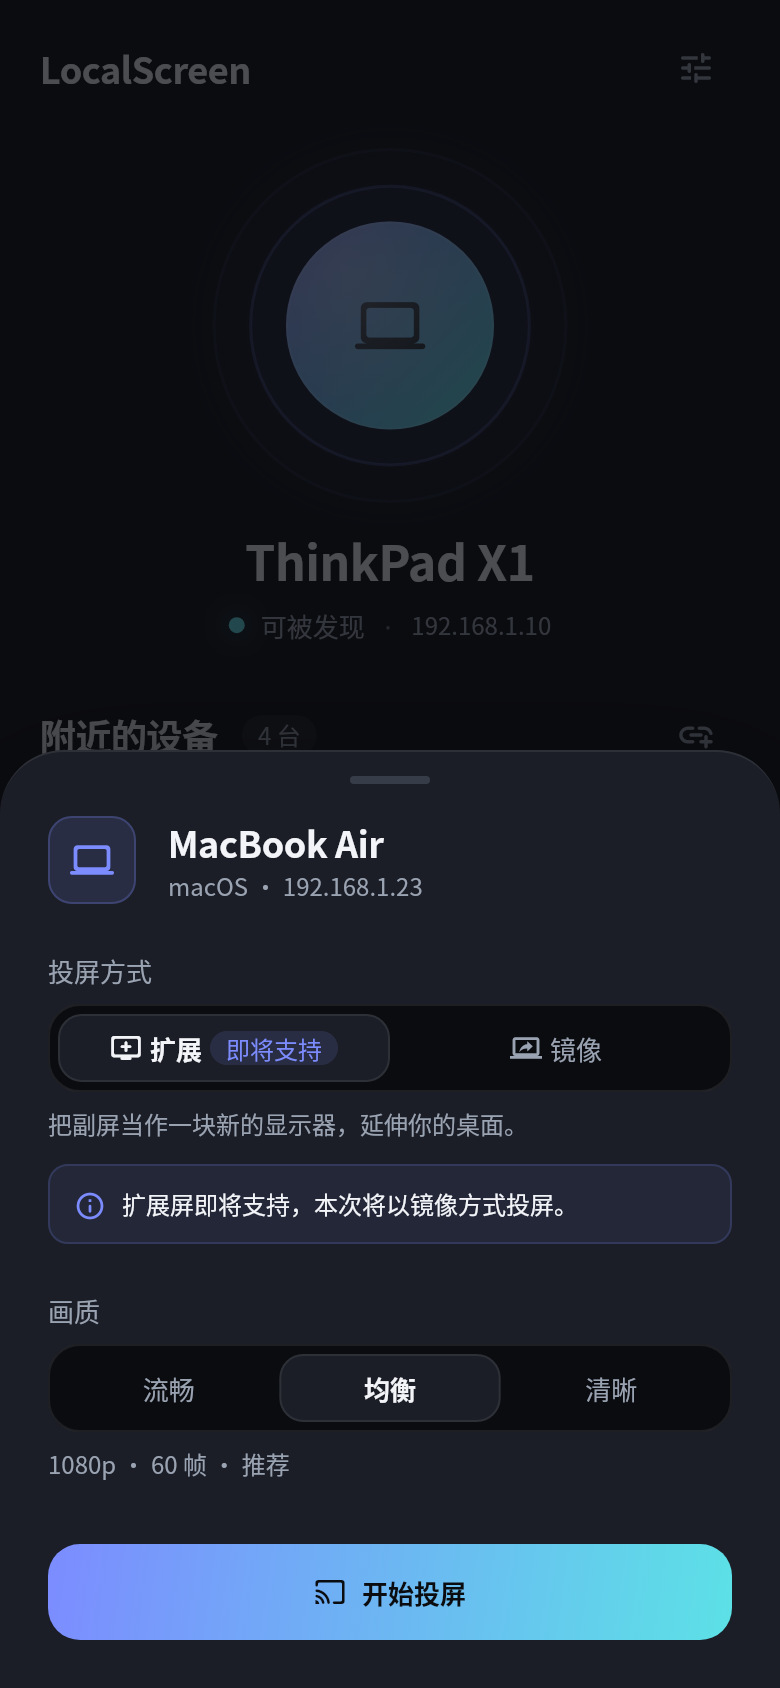 LocalScreen
ThinkPad X1
可被发现 · 192.168.1.10
附近的设备 4 台
MacBook Air
macOS • 192.168.1.23
投屏方式
扩展 即将支持 镜像
把副屏当作一块新的显示器，延伸你的桌面。
扩展屏即将支持，本次将以镜像方式投屏。
画质
流畅 均衡 清晰
1080p • 60 帧 • 推荐
开始投屏